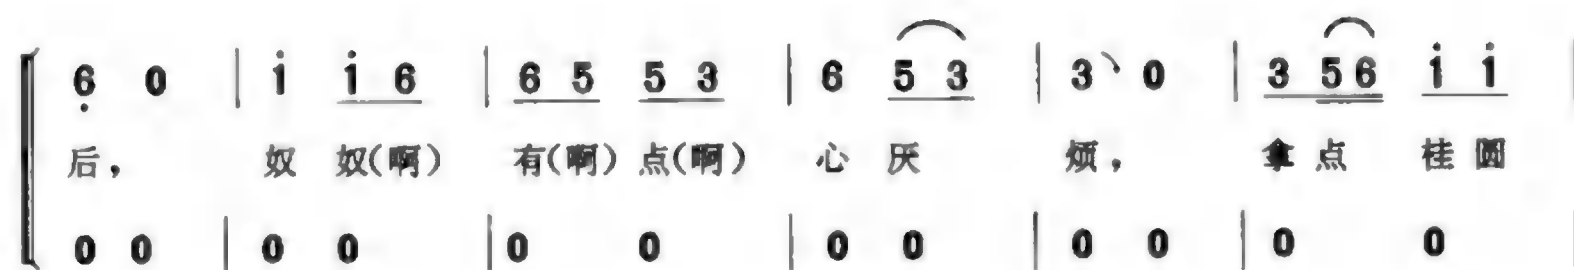 6 0 | i i 6 | 6 5 5 3 | 6 5 3 | 3 0 | 3 5 6 i i
后， 奴 奴(啊) 有(啊) 点(啊) 心 厌 烦， 拿 点 桂 圆
0 0 | 0 0 | 0 0 | 0 0 | 0 0 | 0 0